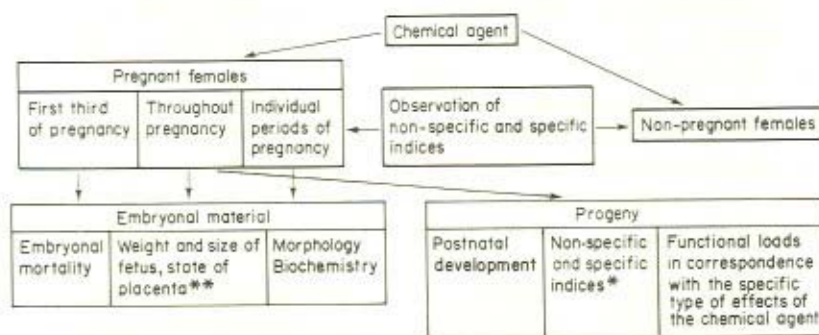 Chemical agent
Pregnant females
First third
of pregnancy
Throughout
pregnancy
Individual
periods of
pregnancy
Observation of
non-specific and specific
indices
Non-pregnant females
Embryonal material
Embryonal
mortality
Weight and size of
fetus, state of
placenta**
Morphology
Biochemistry
Progeny
Postnatal
development
Non-specific
and specific
indices*
Functional loads
in correspondence
with the specific
type of effects of
the chemical agent